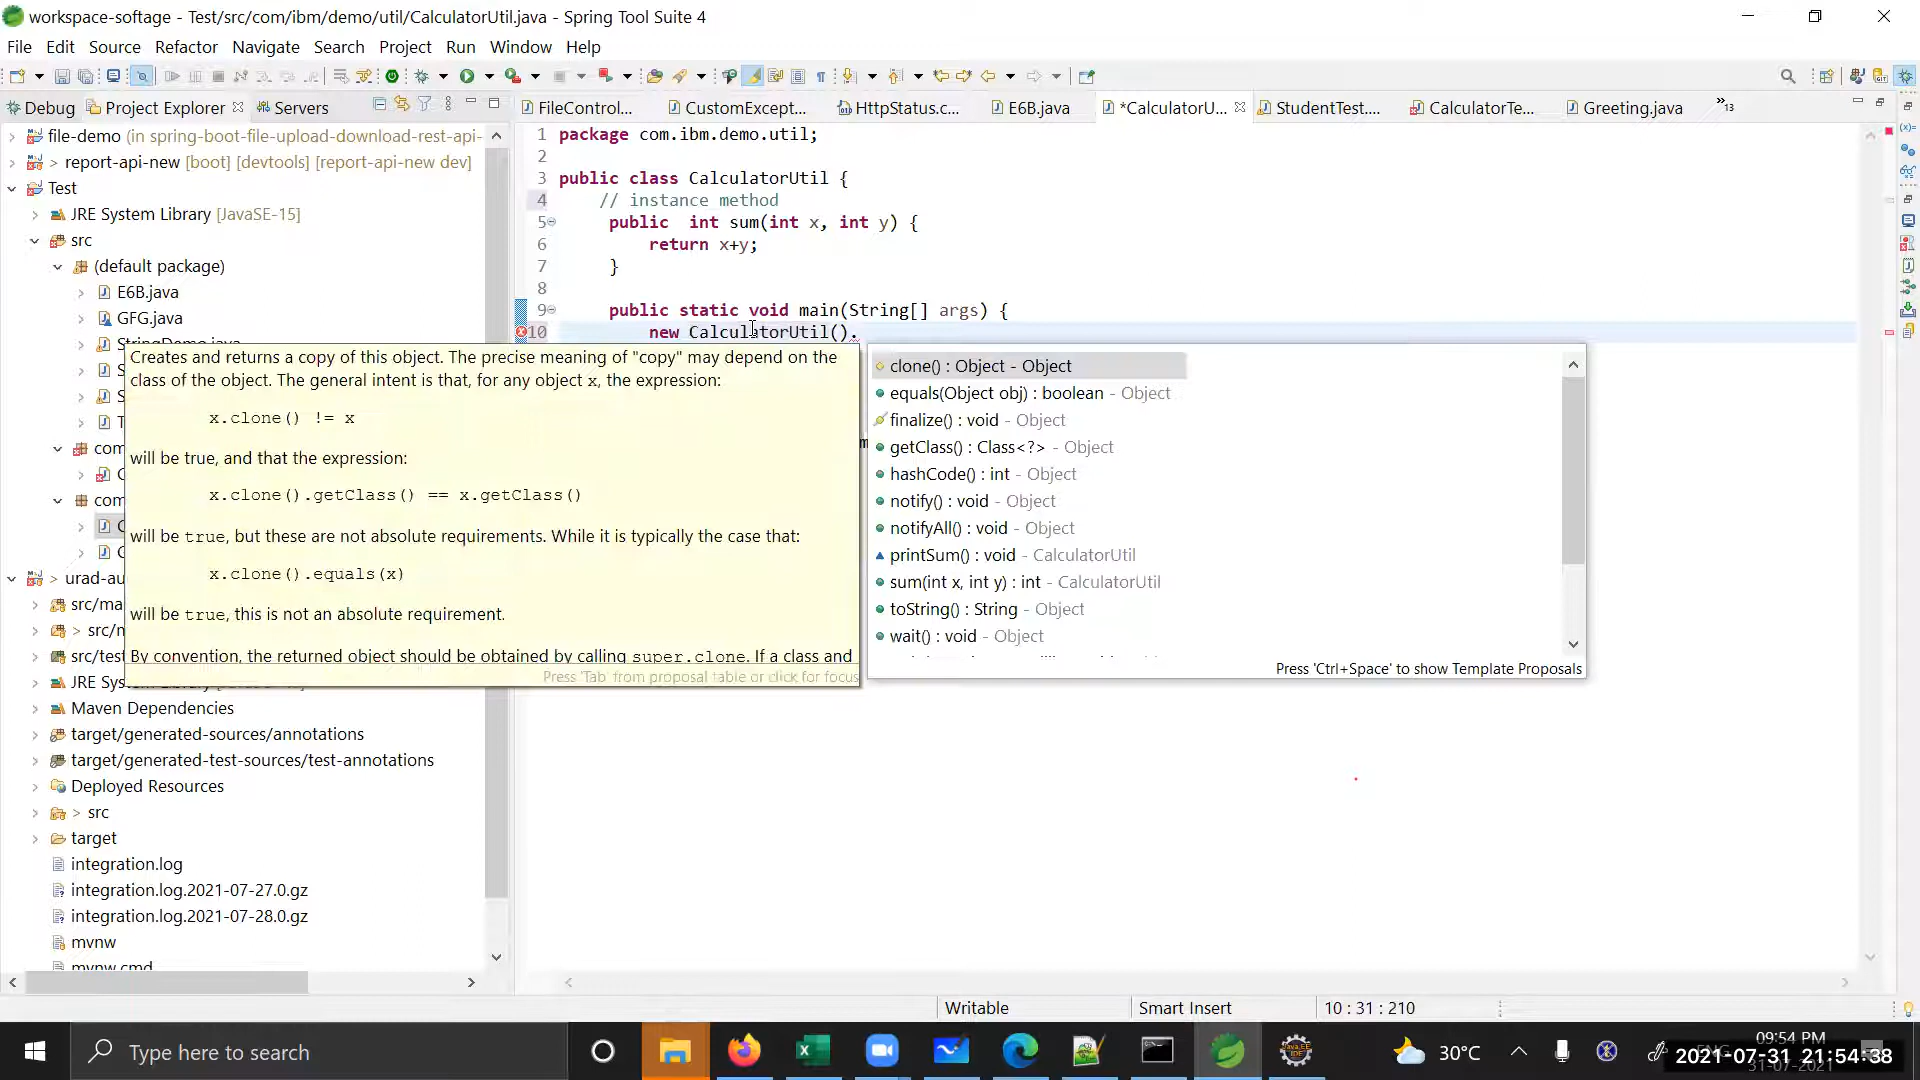 workspace-softage - Test/src/com/ibm/demo/util/CalculatorUtil.java - Spring Tool Suite 4
File Edit Source Refactor Navigate Search Project Run Window Help
Debug Project Explorer Servers
FileControl... CustomExcept... HttpStatus.c... E6B.java *CalculatorU... StudentTest.... CalculatorTe... Greeting.java »13
file-demo (in spring-boot-file-upload-download-rest-api-
> report-api-new [boot] [devtools] [report-api-new dev]
Test
JRE System Library [JavaSE-15]
src
(default package)
E6B.java
GFG.java
StringDemo.java
S
S
T
com
C
com
C
G
> urad-au
src/ma
> src/n
src/test
JRE System Library
Maven Dependencies
target/generated-sources/annotations
target/generated-test-sources/test-annotations
Deployed Resources
> src
target
integration.log
integration.log.2021-07-27.0.gz
integration.log.2021-07-28.0.gz
mvnw
mvnw.cmd
1 package com.ibm.demo.util;
2
3 public class CalculatorUtil {
4 // instance method
5 public int sum(int x, int y) {
6 return x+y;
7 }
8
9 public static void main(String[] args) {
10 new CalculatorUtil().
Creates and returns a copy of this object. The precise meaning of "copy" may depend on the
class of the object. The general intent is that, for any object x, the expression:
x.clone() != x
will be true, and that the expression:
x.clone().getClass() == x.getClass()
will be true, but these are not absolute requirements. While it is typically the case that:
x.clone().equals(x)
will be true, this is not an absolute requirement.
By convention, the returned object should be obtained by calling super.clone. If a class and
Press 'Tab' from proposal table or click for focus
m
clone() : Object - Object
equals(Object obj) : boolean - Object
finalize() : void - Object
getClass() : Class<?> - Object
hashCode() : int - Object
notify() : void - Object
notifyAll() : void - Object
printSum() : void - CalculatorUtil
sum(int x, int y) : int - CalculatorUtil
toString() : String - Object
wait() : void - Object
Press 'Ctrl+Space' to show Template Proposals
Writable Smart Insert 10 : 31 : 210
Type here to search
30°C
09:54 PM
2021-07-31 21:54:38
31-07-2021